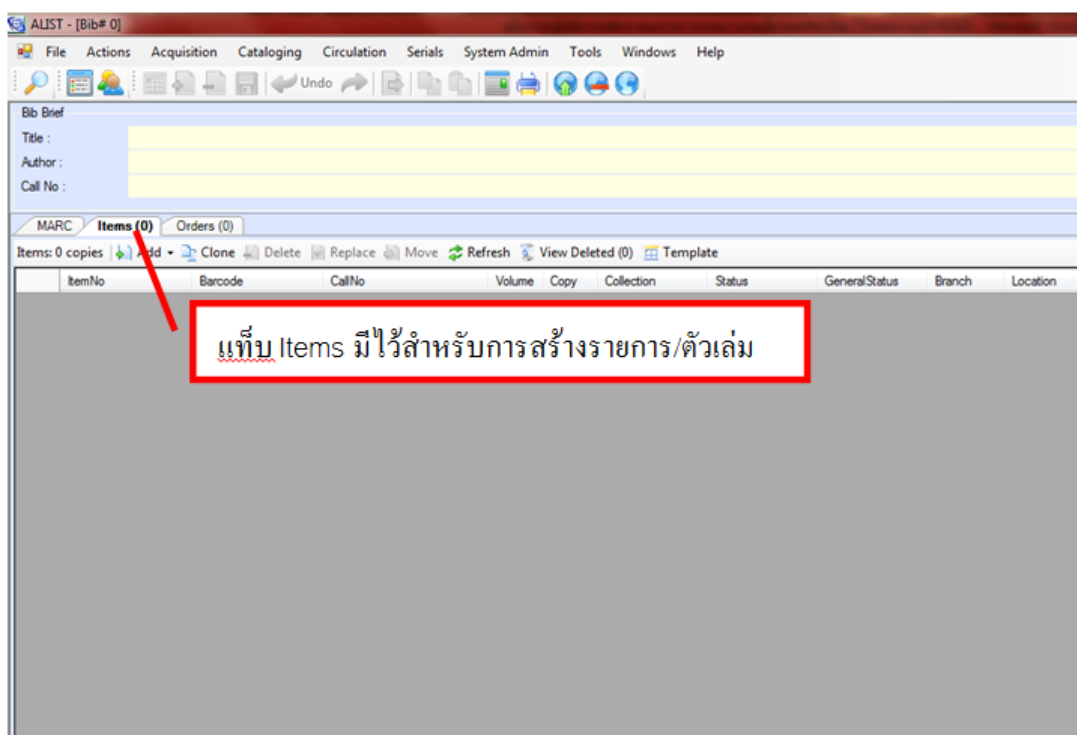 ALIST - [Bib# 0]
File Actions Acquisition Cataloging Circulation Serials System Admin Tools Windows Help
Undo
Bib Brief
Title :
Author :
Call No :
MARC Items (0) Orders (0)
Items: 0 copies Add Clone Delete Replace Move Refresh View Deleted (0) Template
ItemNo Barcode CallNo Volume Copy Collection Status GeneralStatus Branch Location
แท็บ Items มีไว้สำหรับการสร้างรายการ/ตัวเล่ม